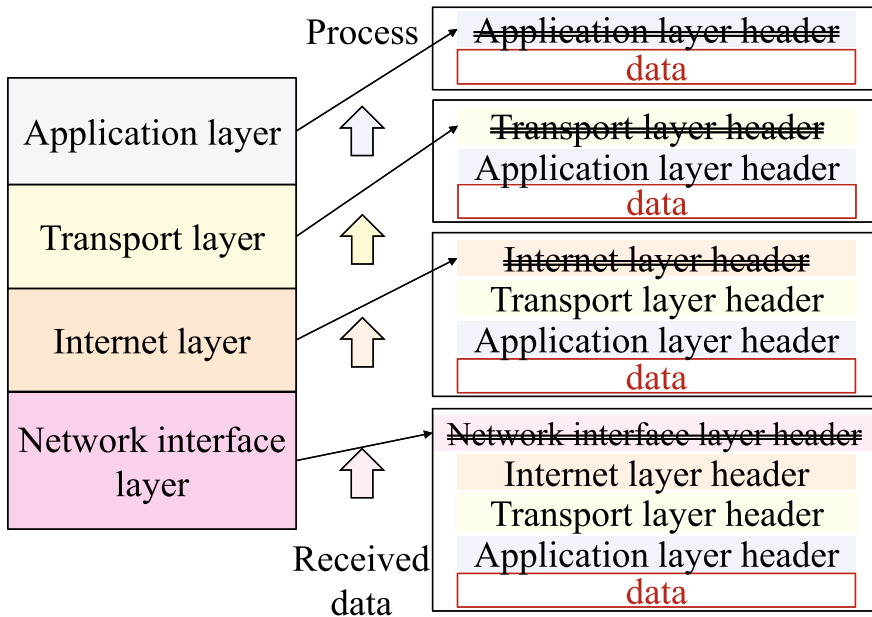 Process
Application layer header
data
Application layer
Transport layer header
Application layer header
data
Transport layer
Internet layer header
Transport layer header
Application layer header
data
Internet layer
Network interface
layer
Network interface layer header
Internet layer header
Transport layer header
Application layer header
data
Received
data